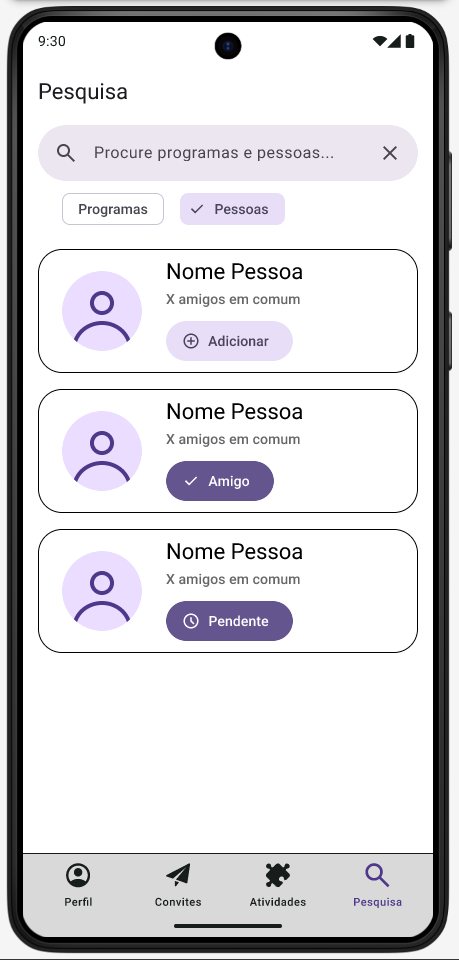 9:30
Pesquisa
Procure programas e pessoas...
Programas
Pessoas
Nome Pessoa
X amigos em comum
Adicionar
Nome Pessoa
X amigos em comum
Amigo
Nome Pessoa
X amigos em comum
Pendente
Perfil
Convites
Atividades
Pesquisa